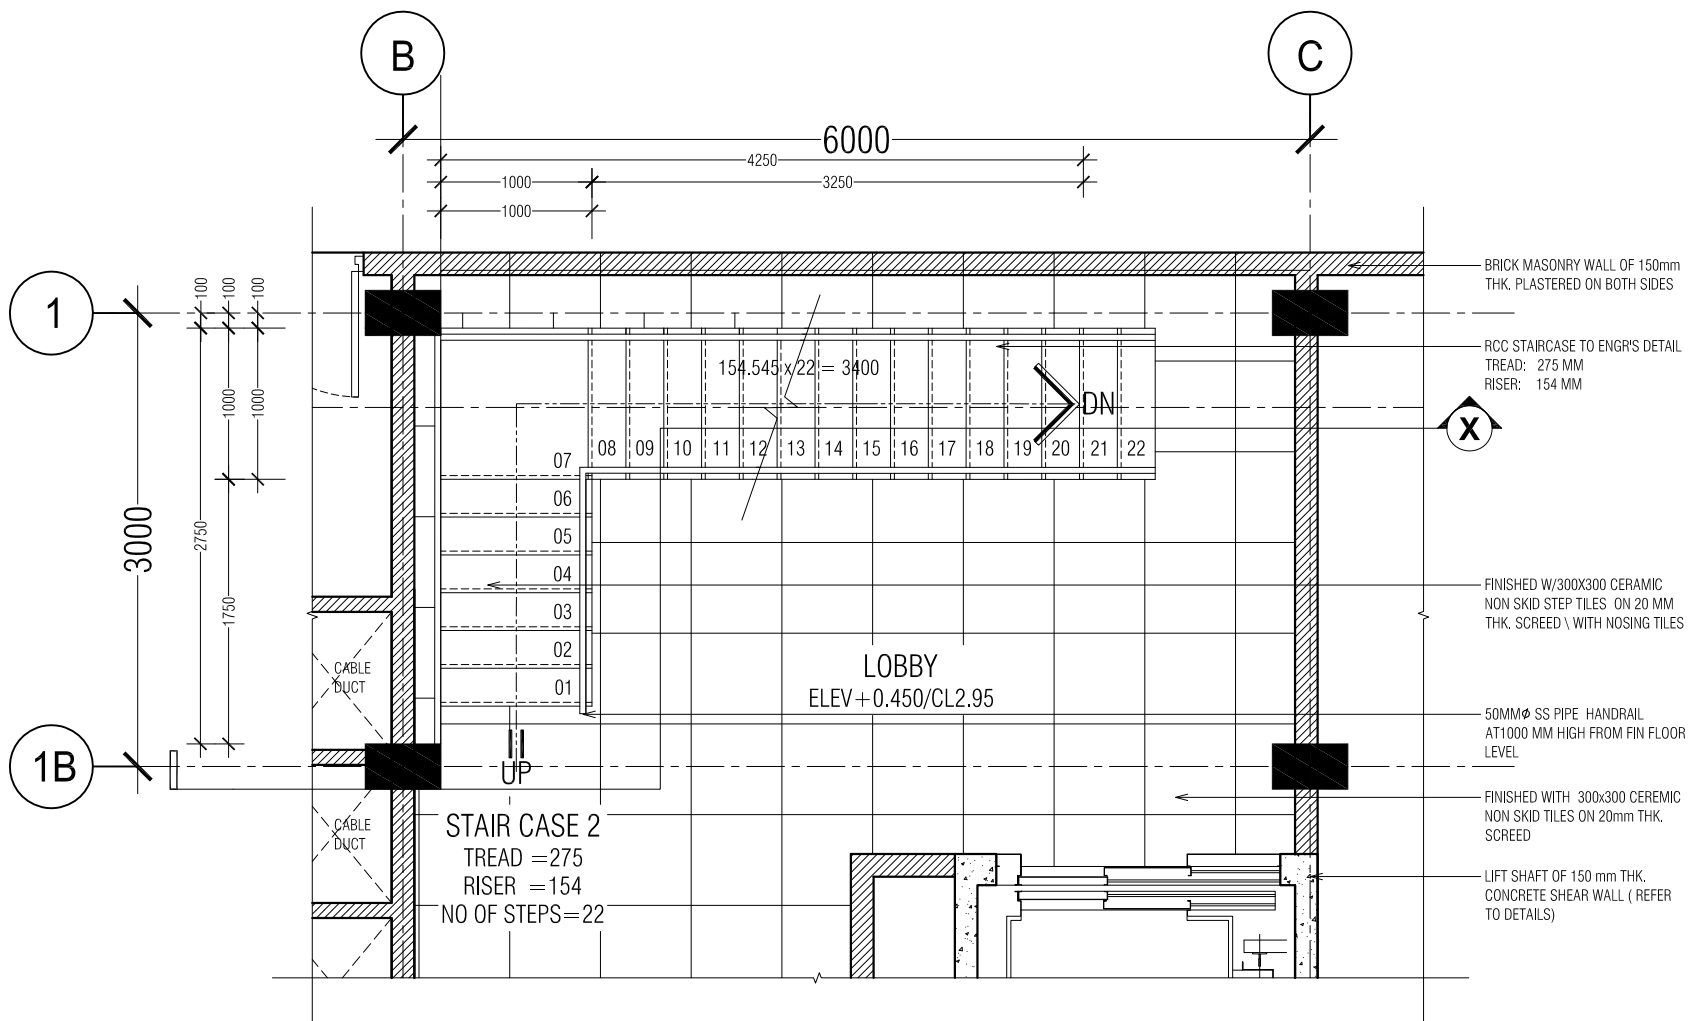 B
C
6000
4250
1000
3250
1000
1
100
100
100
BRICK MASONRY WALL OF 150mm
THK. PLASTERED ON BOTH SIDES
RCC STAIRCASE TO ENGR'S DETAIL
TREAD: 275 MM
RISER: 154 MM
154.545 x 22 = 3400
DN
X
1000
1000
07
08 09 10 11 12 13 14 15 16 17 18 19 20 21 22
06
05
04
03
02
01
3000
2750
1750
FINISHED W/300X300 CERAMIC
NON SKID STEP TILES ON 20 MM
THK. SCREED \ WITH NOSING TILES
CABLE
DUCT
LOBBY
ELEV+0.450/CL2.95
50MMØ SS PIPE HANDRAIL
AT1000 MM HIGH FROM FIN FLOOR
LEVEL
1B
UP
FINISHED WITH 300x300 CEREMIC
NON SKID TILES ON 20mm THK.
SCREED
CABLE
DUCT
STAIR CASE 2
TREAD =275
RISER =154
NO OF STEPS=22
LIFT SHAFT OF 150 mm THK.
CONCRETE SHEAR WALL ( REFER
TO DETAILS)